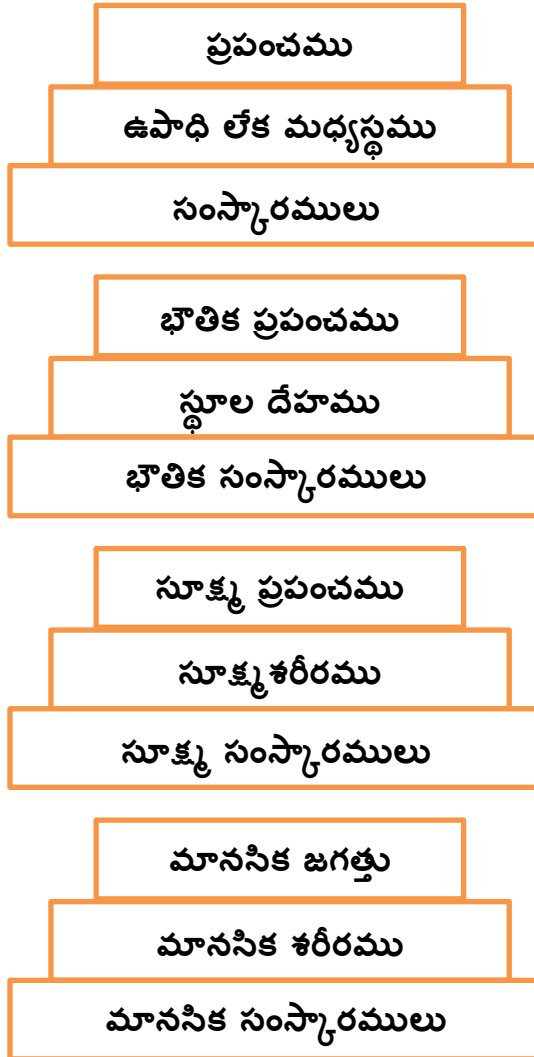 ప్రపంచము
ఉపాధి లేక మధ్యస్థము
సంస్కారములు
భౌతిక ప్రపంచము
స్థూల దేహము
భౌతిక సంస్కారములు
సూక్ష్మ ప్రపంచము
సూక్ష్మశరీరము
సూక్ష్మ సంస్కారములు
మానసిక జగత్తు
మానసిక శరీరము
మానసిక సంస్కారములు